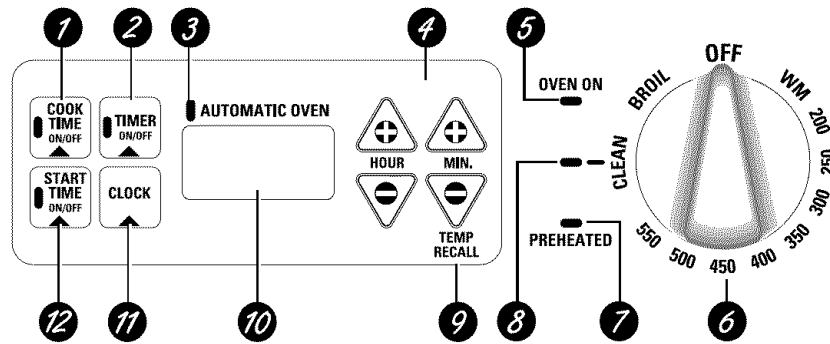 1
2
3
4
5
COOK
TIME
ON/OFF
TIMER
ON/OFF
AUTOMATIC OVEN
HOUR
MIN.
START
TIME
ON/OFF
CLOCK
TEMP
RECALL
OVEN ON
CLEAN
PREHEATED
OFF
BROIL
WM
200
250
300
350
400
450
500
550
12
11
10
9
8
7
6